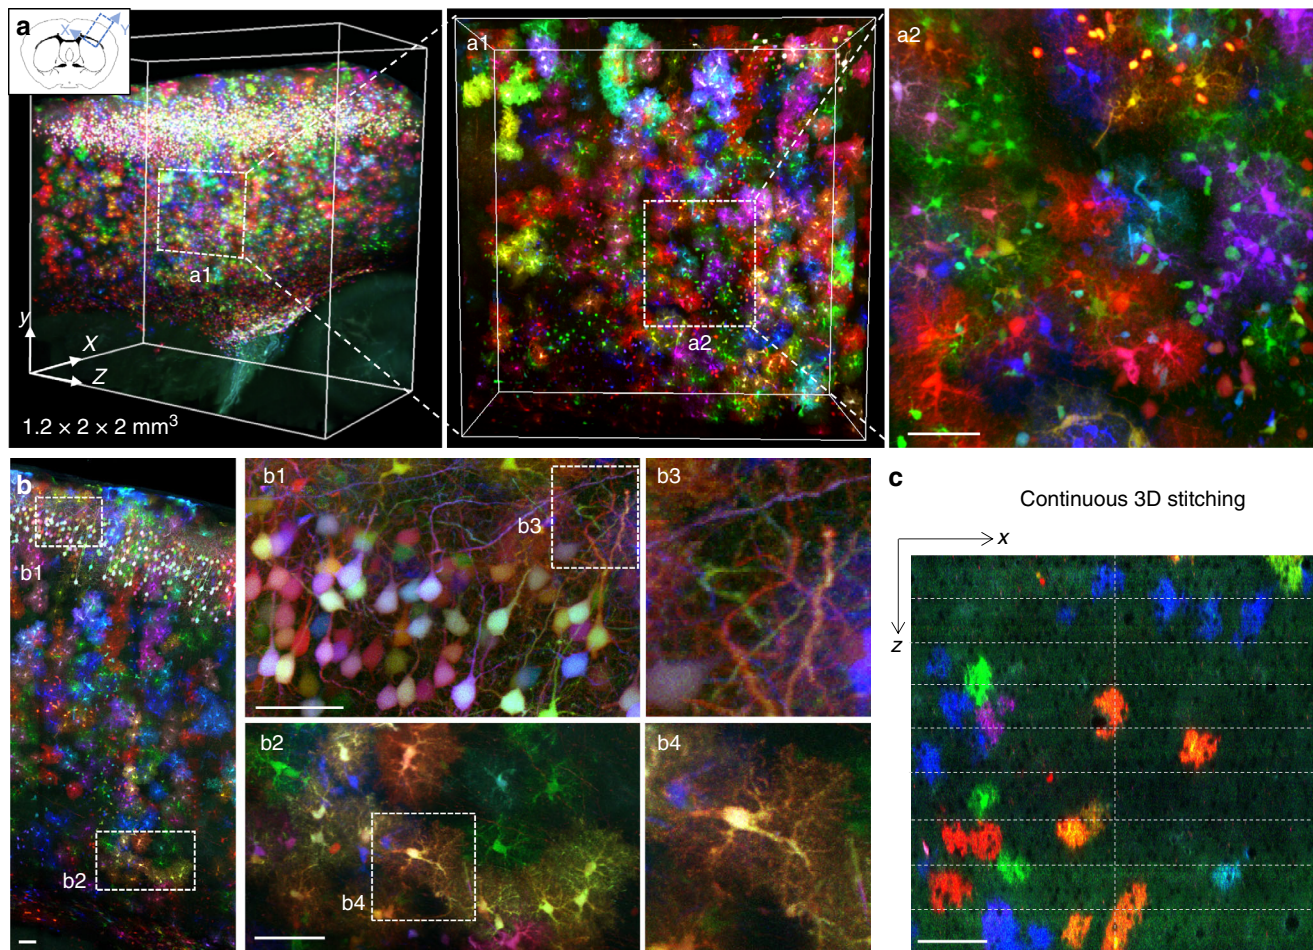 a
X
Y
a1
y
x
z
1.2 × 2 × 2 mm³
a1
a2
a2
b
b1
b2
b1
b3
b3
b2
b4
b4
c
Continuous 3D stitching
x
z